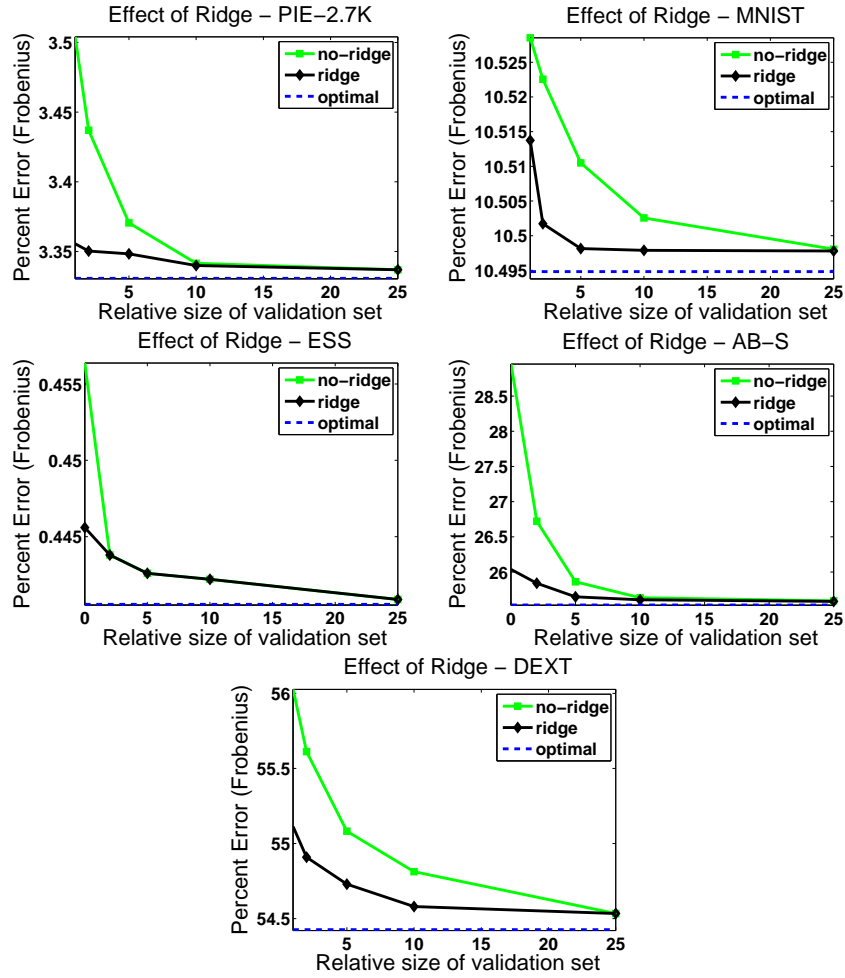 Effect of Ridge − PIE−2.7K
Percent Error (Frobenius)
3.5
3.45
3.4
3.35
no−ridge
ridge
optimal
5
10
15
20
25
Relative size of validation set
Effect of Ridge − MNIST
Percent Error (Frobenius)
10.525
10.52
10.515
10.505
10.5
10.495
no−ridge
ridge
optimal
5
10
15
20
25
Relative size of validation set
Effect of Ridge − ESS
Percent Error (Frobenius)
0.455
0.45
0.445
no−ridge
ridge
optimal
0
5
10
15
20
25
Relative size of validation set
Effect of Ridge − AB−S
Percent Error (Frobenius)
28.5
28
27.5
27
26.5
26
no−ridge
ridge
optimal
0
5
10
15
20
25
Relative size of validation set
Effect of Ridge − DEXT
Percent Error (Frobenius)
56
55.5
55
54.5
no−ridge
ridge
optimal
5
10
15
20
25
Relative size of validation set